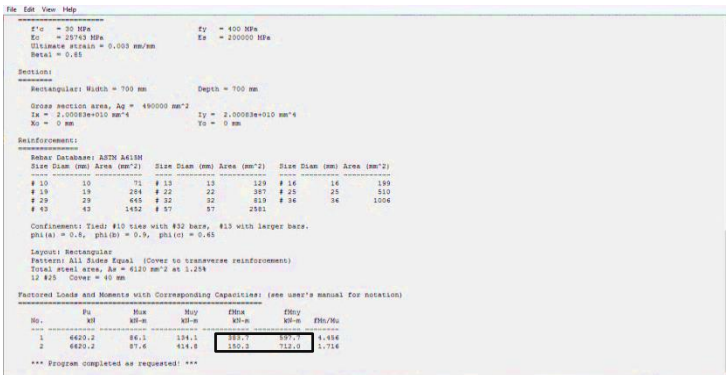 File Edit View Help
f'c = 30 MPa fy = 400 MPa
Ec = 25743 MPa Es = 200000 MPa
Ultimate strain = 0.003 mm/mm
Beta1 = 0.85
Section:
Rectangular: Width = 700 mm Depth = 700 mm
Gross section area, Ag = 490000 mm^2
Ix = 2.00083e+010 mm^4 Iy = 2.00083e+010 mm^4
Xo = 0 mm Yo = 0 mm
Reinforcement:
Rebar Database: ASTM A615M
Size Diam (mm) Area (mm^2) Size Diam (mm) Area (mm^2) Size Diam (mm) Area (mm^2)
# 10 10 71 # 13 13 129 # 16 16 199
# 19 19 284 # 22 22 387 # 25 25 510
# 29 29 645 # 32 32 819 # 36 36 1006
# 43 43 1452 # 57 57 2581
Confinement: Tied; #10 ties with #32 bars, #13 with larger bars.
phi(a) = 0.8, phi(b) = 0.9, phi(c) = 0.65
Layout: Rectangular
Pattern: All Sides Equal (Cover to transverse reinforcement)
Total steel area, As = 6120 mm^2 at 1.25%
12 #25 Cover = 40 mm
Factored Loads and Moments with Corresponding Capacities: (see user's manual for notation)
Pu Mux Muy fMnx fMny
No. kN kN-m kN-m kN-m kN-m fMn/Mu
1 6620.2 86.1 134.1 383.7 597.7 4.456
2 6620.2 87.6 414.8 150.3 712.0 1.716
*** Program completed as requested! ***